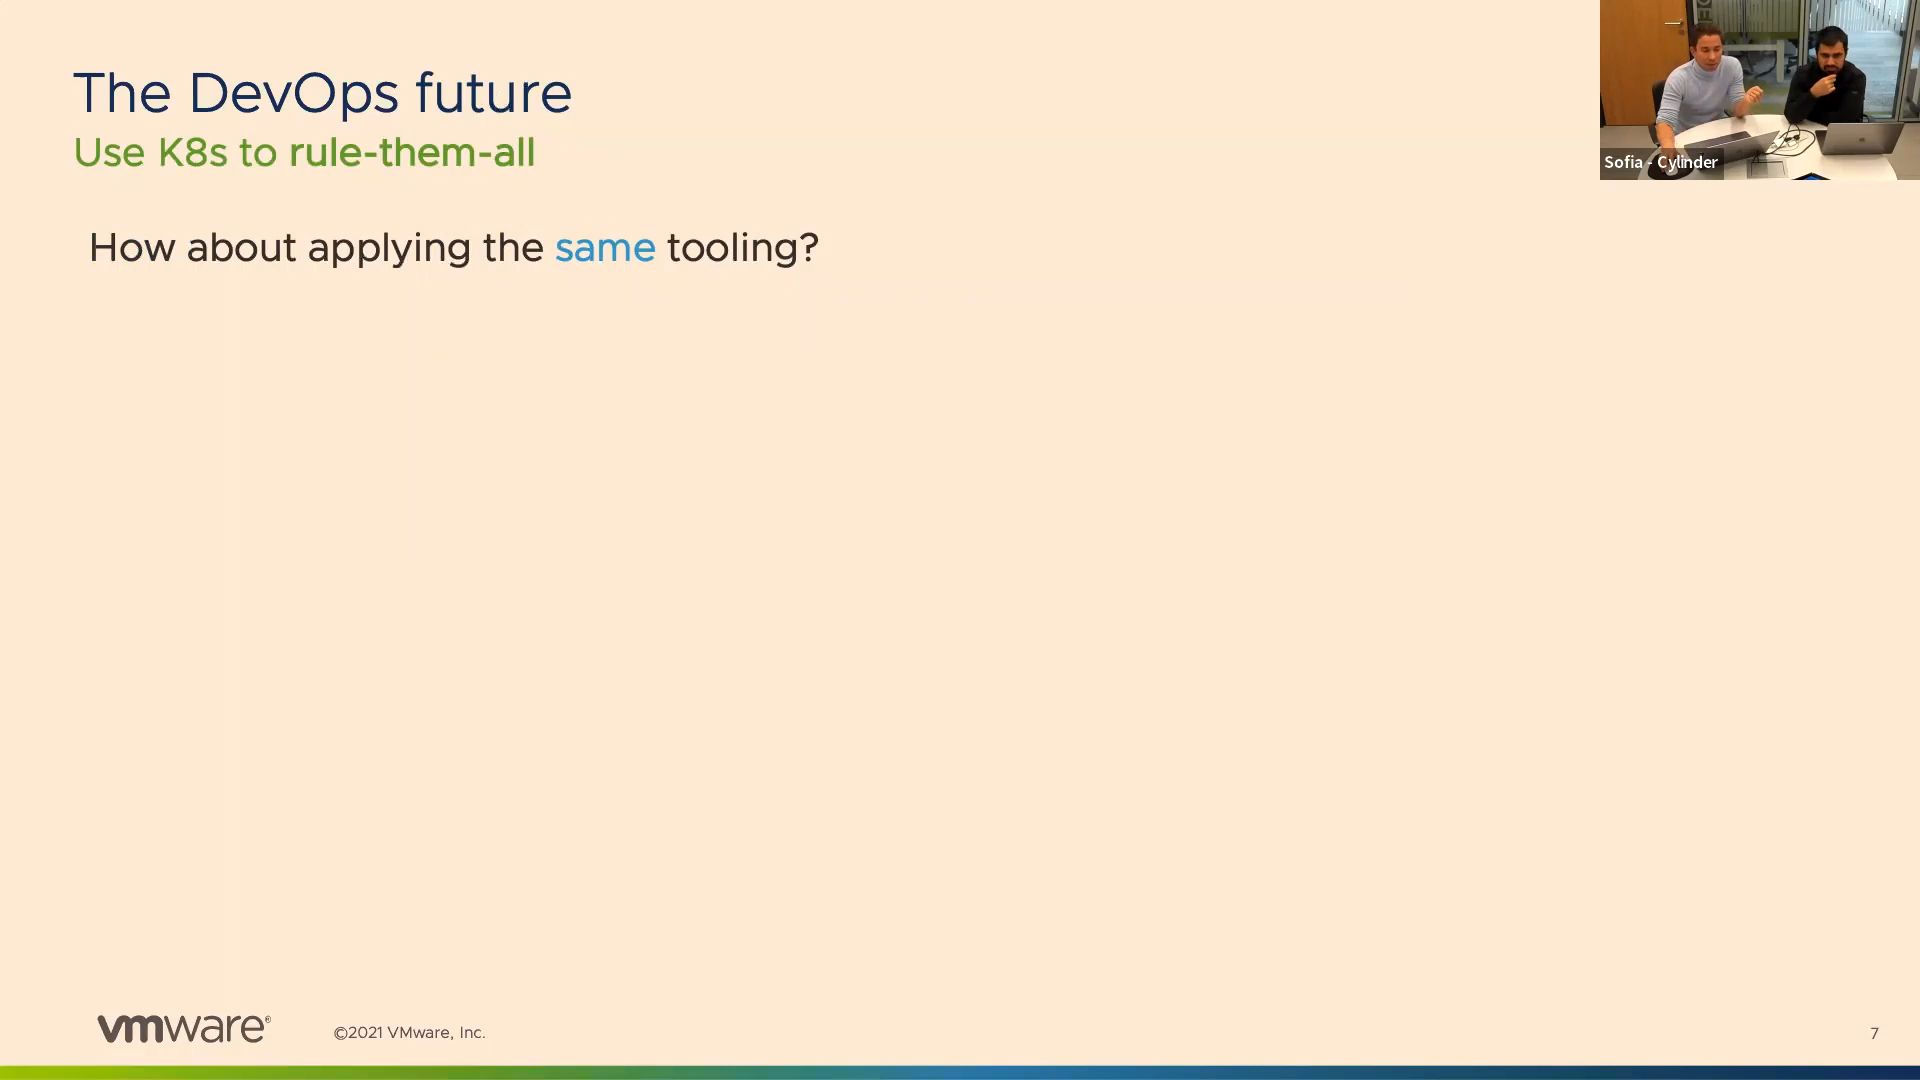 The DevOps future
Use K8s to rule-them-all
How about applying the same tooling?
Sofia - Cylinder
vmware®
©2021 VMware, Inc.
7